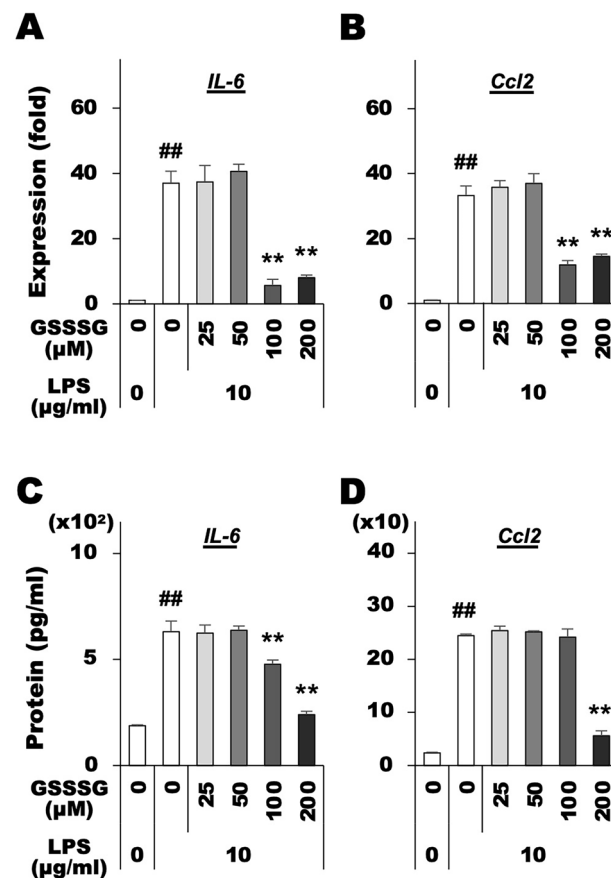 A
B
IL-6
Ccl2
Expression (fold)
60
40
20
0
##
**
**
60
40
20
0
##
**
**
GSSSG
(µM)
0
0
25
50
100
200
0
0
25
50
100
200
LPS
(µg/ml)
0
10
0
10
C
D
(x10²)
(x10)
IL-6
Ccl2
Protein (pg/ml)
10
5
0
##
**
**
40
30
20
10
0
##
**
GSSSG
(µM)
0
0
25
50
100
200
0
0
25
50
100
200
LPS
(µg/ml)
0
10
0
10